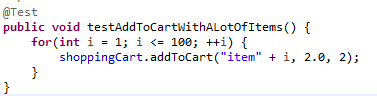 @Test
public void testAddToCartWithALotOfItems() {
    for(int i = 1; i <= 100; ++i) {
        shoppingCart.addToCart("item" + i, 2.0, 2);
    }
}